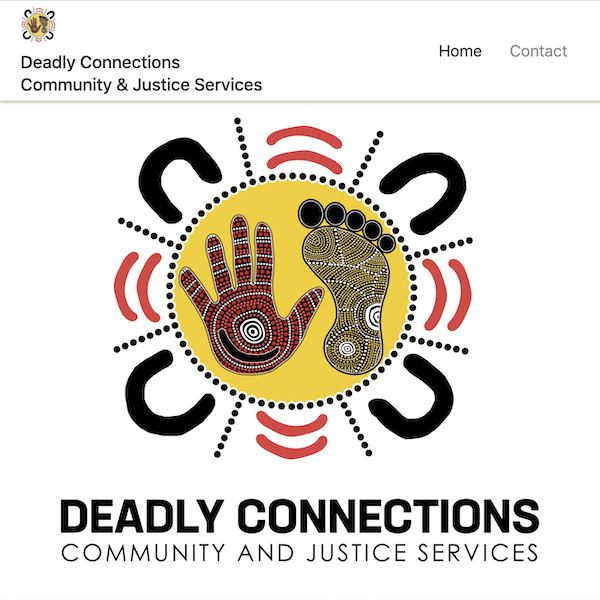 Deadly Connections
Community & Justice Services
Home
Contact
DEADLY CONNECTIONS
COMMUNITY AND JUSTICE SERVICES